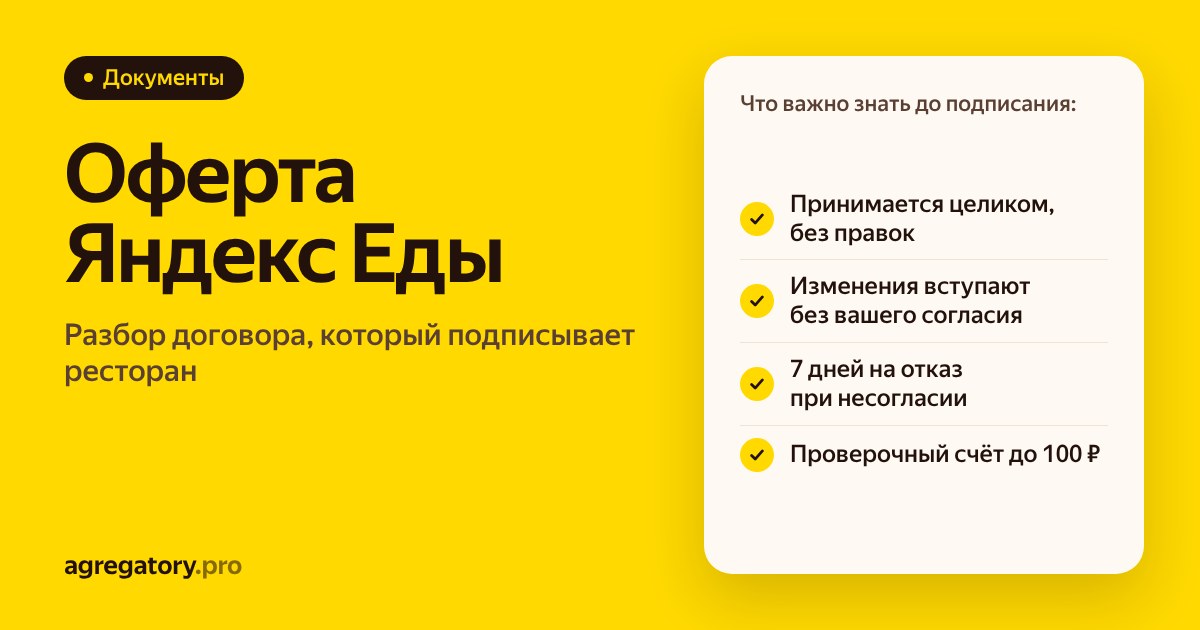 Документы
Оферта
Яндекс Еды
Разбор договора, который подписывает
ресторан
agregatory.pro
Что важно знать до подписания:
Принимается целиком,
без правок
Изменения вступают
без вашего согласия
7 дней на отказ
при несогласии
Проверочный счёт до 100 ₽